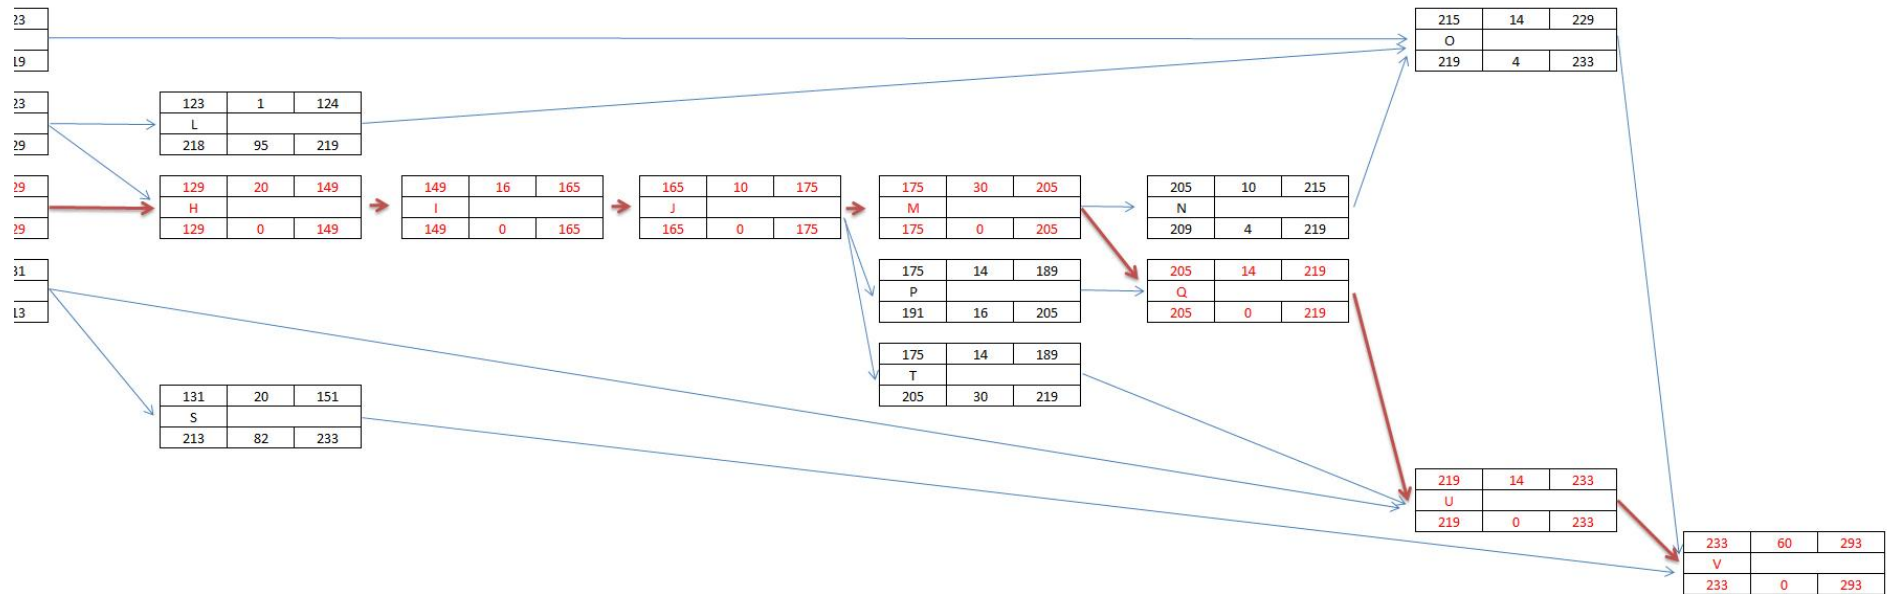 23
19
215 14 229
O
219 4 233
23
29
123 1 124
L
218 95 219
29
29
129 20 149
H
129 0 149
149 16 165
I
149 0 165
165 10 175
J
165 0 175
175 30 205
M
175 0 205
205 10 215
N
209 4 219
31
13
175 14 189
P
191 16 205
205 14 219
Q
205 0 219
175 14 189
T
205 30 219
131 20 151
S
213 82 233
219 14 233
U
219 0 233
233 60 293
V
233 0 293